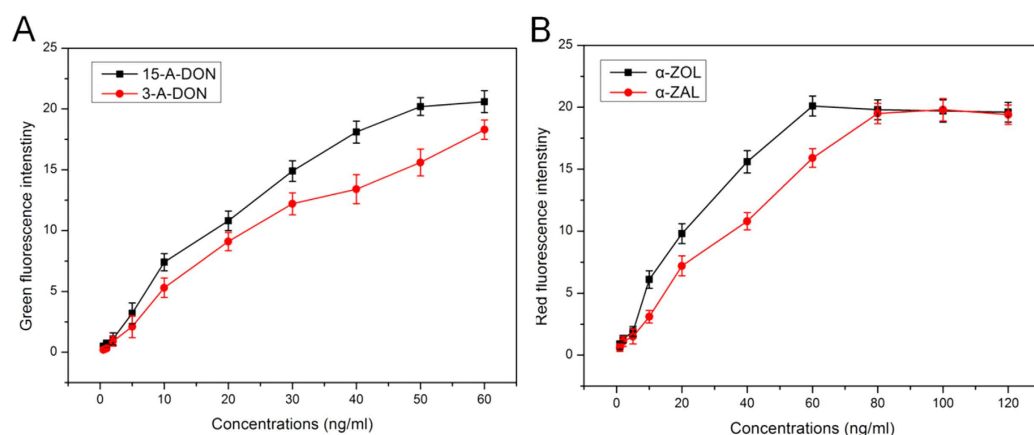 A
25
20
15
10
5
0
Green fluorescence intenstiny
15-A-DON
3-A-DON
0
10
20
30
40
50
60
Concentrations (ng/ml)
B
25
20
15
10
5
0
Red fluorescence intenstiny
α-ZOL
α-ZAL
0
20
40
60
80
100
120
Concentrations (ng/ml)